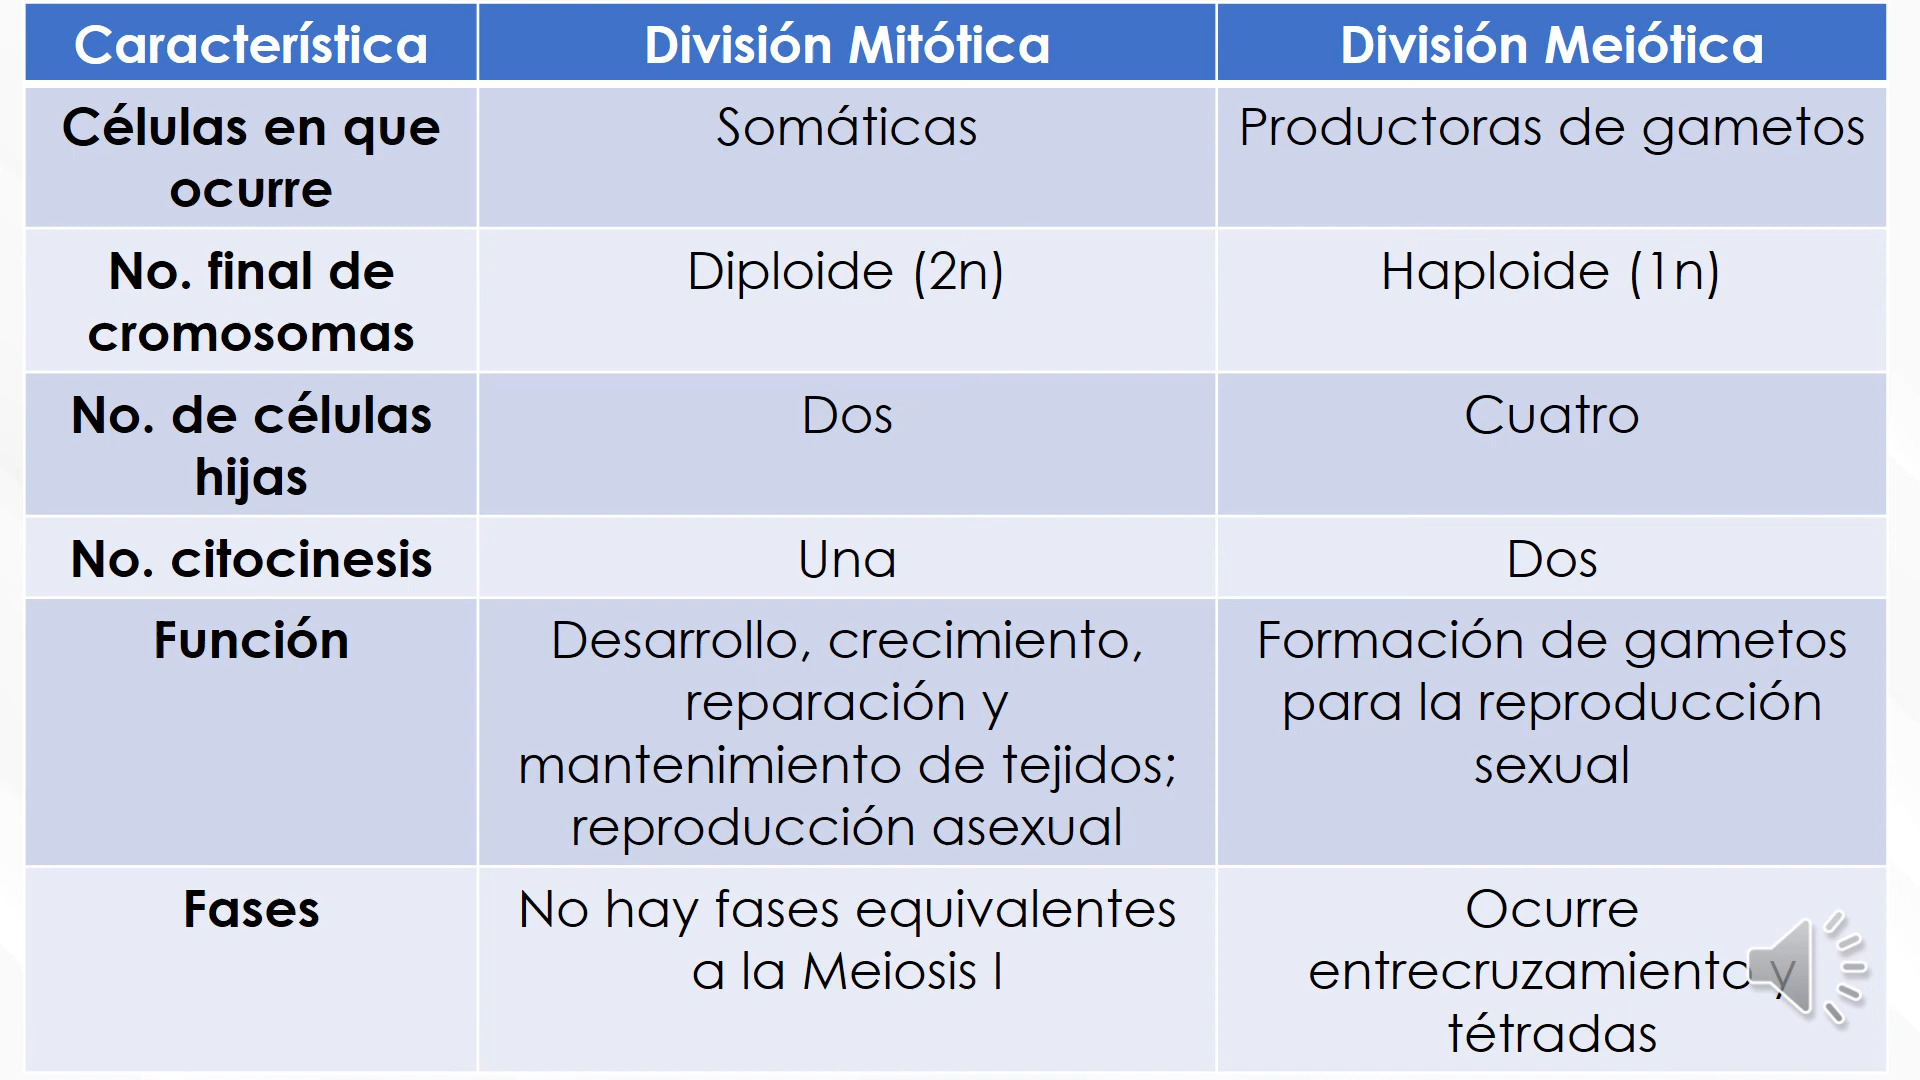 Característica
División Mitótica
División Meiótica
Células en que
ocurre
Somáticas
Productoras de gametos
No. final de
cromosomas
Diploide (2n)
Haploide (1n)
No. de células
hijas
Dos
Cuatro
No. citocinesis
Una
Dos
Función
Desarrollo, crecimiento,
reparación y
mantenimiento de tejidos;
reproducción asexual
Formación de gametos
para la reproducción
sexual
Fases
No hay fases equivalentes
a la Meiosis I
Ocurre
entrecruzamiento y
tétradas